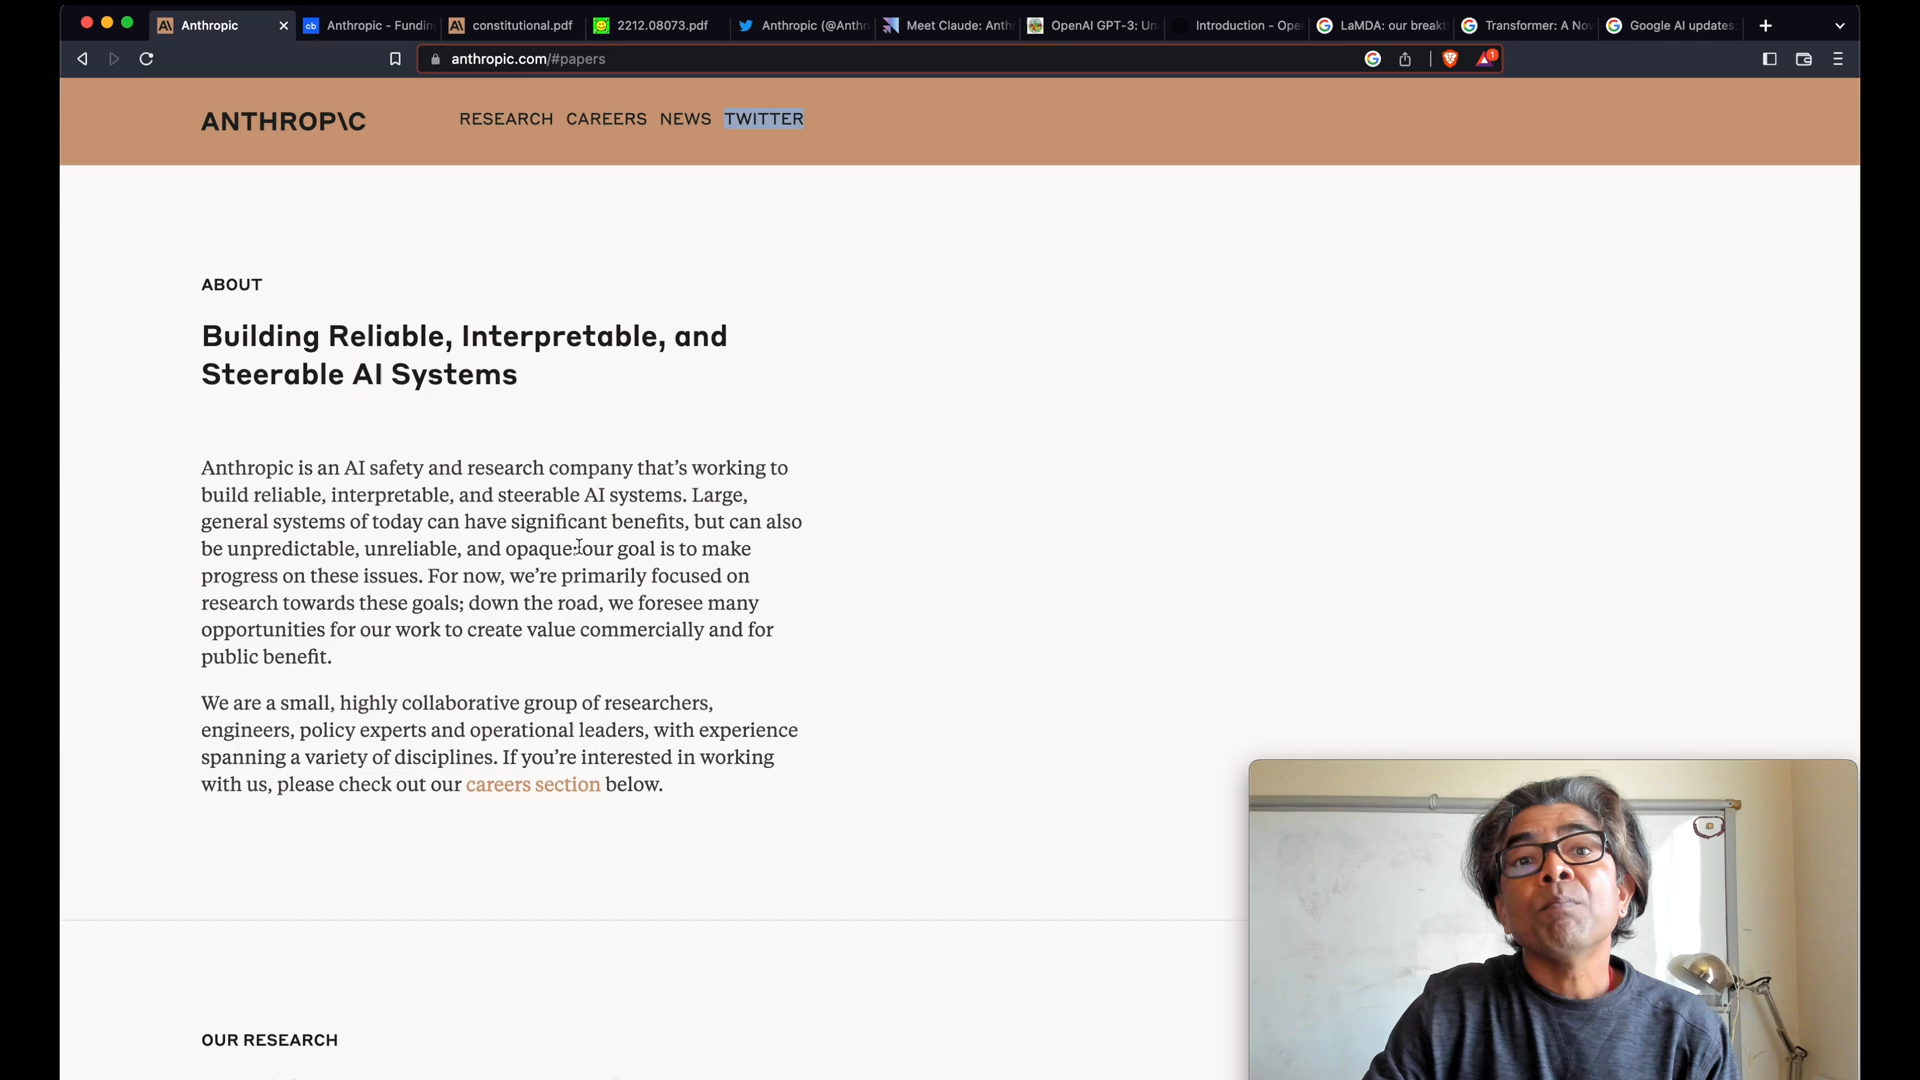 Anthropic
Anthropic - Fundin
constitutional.pdf
2212.08073.pdf
Anthropic (@Anthr
Meet Claude: Anth
OpenAI GPT-3: Un
Introduction - Ope
LaMDA: our breakt
Transformer: A Nov
Google AI updates:
anthropic.com/#papers
1
ANTHROP\C
RESEARCH CAREERS NEWS TWITTER
ABOUT
Building Reliable, Interpretable, and
Steerable AI Systems
Anthropic is an AI safety and research company that’s working to
build reliable, interpretable, and steerable AI systems. Large,
general systems of today can have significant benefits, but can also
be unpredictable, unreliable, and opaque: our goal is to make
progress on these issues. For now, we’re primarily focused on
research towards these goals; down the road, we foresee many
opportunities for our work to create value commercially and for
public benefit.
We are a small, highly collaborative group of researchers,
engineers, policy experts and operational leaders, with experience
spanning a variety of disciplines. If you’re interested in working
with us, please check out our careers section below.
OUR RESEARCH